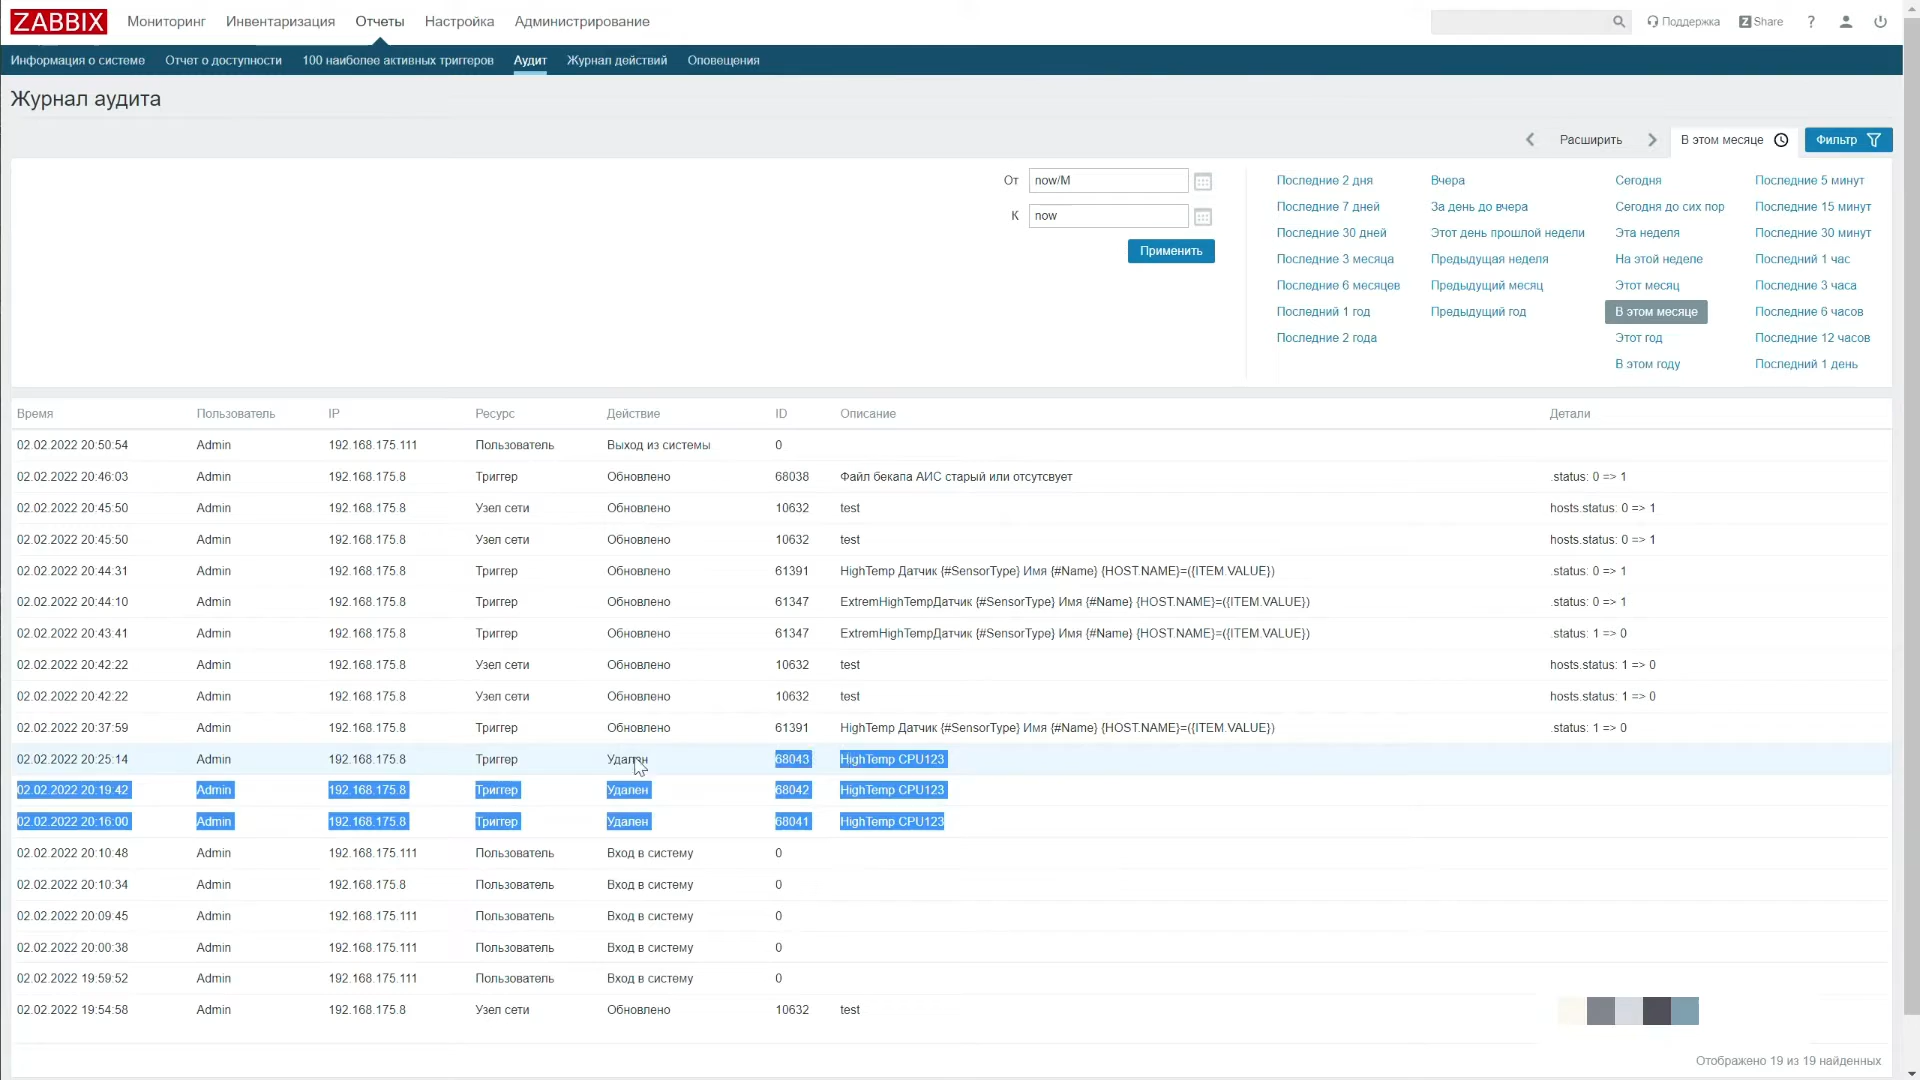 ZABBIX Мониторинг Инвентаризация Отчеты Настройка Администрирование Поддержка Z Share ?
Информация о системе Отчет о доступности 100 наиболее активных триггеров Аудит Журнал действий Оповещения
Журнал аудита
Расширить В этом месяце Фильтр
От now/M
К now
Применить
Последние 2 дня Вчера Сегодня Последние 5 минут
Последние 7 дней За день до вчера Сегодня до сих пор Последние 15 минут
Последние 30 дней Этот день прошлой недели Эта неделя Последние 30 минут
Последние 3 месяца Предыдущая неделя На этой неделе Последний 1 час
Последние 6 месяцев Предыдущий месяц Этот месяц Последние 3 часа
Последний 1 год Предыдущий год В этом месяце Последние 6 часов
Последние 2 года Этот год Последние 12 часов
В этом году Последний 1 день
Время Пользователь IP Ресурс Действие ID Описание Детали
02.02.2022 20:50:54 Admin 192.168.175.111 Пользователь Выход из системы 0
02.02.2022 20:46:03 Admin 192.168.175.8 Триггер Обновлено 68038 Файл бекапа АИС старый или отсутсвует .status: 0 => 1
02.02.2022 20:45:50 Admin 192.168.175.8 Узел сети Обновлено 10632 test hosts.status: 0 => 1
02.02.2022 20:45:50 Admin 192.168.175.8 Узел сети Обновлено 10632 test hosts.status: 0 => 1
02.02.2022 20:44:31 Admin 192.168.175.8 Триггер Обновлено 61391 HighTemp Датчик {#SensorType} Имя {#Name} {HOST.NAME}=({ITEM.VALUE}) .status: 0 => 1
02.02.2022 20:44:10 Admin 192.168.175.8 Триггер Обновлено 61347 ExtremHighTempДатчик {#SensorType} Имя {#Name} {HOST.NAME}=({ITEM.VALUE}) .status: 0 => 1
02.02.2022 20:43:41 Admin 192.168.175.8 Триггер Обновлено 61347 ExtremHighTempДатчик {#SensorType} Имя {#Name} {HOST.NAME}=({ITEM.VALUE}) .status: 1 => 0
02.02.2022 20:42:22 Admin 192.168.175.8 Узел сети Обновлено 10632 test hosts.status: 1 => 0
02.02.2022 20:42:22 Admin 192.168.175.8 Узел сети Обновлено 10632 test hosts.status: 1 => 0
02.02.2022 20:37:59 Admin 192.168.175.8 Триггер Обновлено 61391 HighTemp Датчик {#SensorType} Имя {#Name} {HOST.NAME}=({ITEM.VALUE}) .status: 1 => 0
02.02.2022 20:25:14 Admin 192.168.175.8 Триггер Удален 68043 HighTemp CPU123
02.02.2022 20:19:42 Admin 192.168.175.8 Триггер Удален 68042 HighTemp CPU123
02.02.2022 20:16:00 Admin 192.168.175.8 Триггер Удален 68041 HighTemp CPU123
02.02.2022 20:10:48 Admin 192.168.175.111 Пользователь Вход в систему 0
02.02.2022 20:10:34 Admin 192.168.175.8 Пользователь Вход в систему 0
02.02.2022 20:09:45 Admin 192.168.175.111 Пользователь Вход в систему 0
02.02.2022 20:00:38 Admin 192.168.175.111 Пользователь Вход в систему 0
02.02.2022 19:59:52 Admin 192.168.175.111 Пользователь Вход в систему 0
02.02.2022 19:54:58 Admin 192.168.175.8 Узел сети Обновлено 10632 test
Отображено 19 из 19 найденных